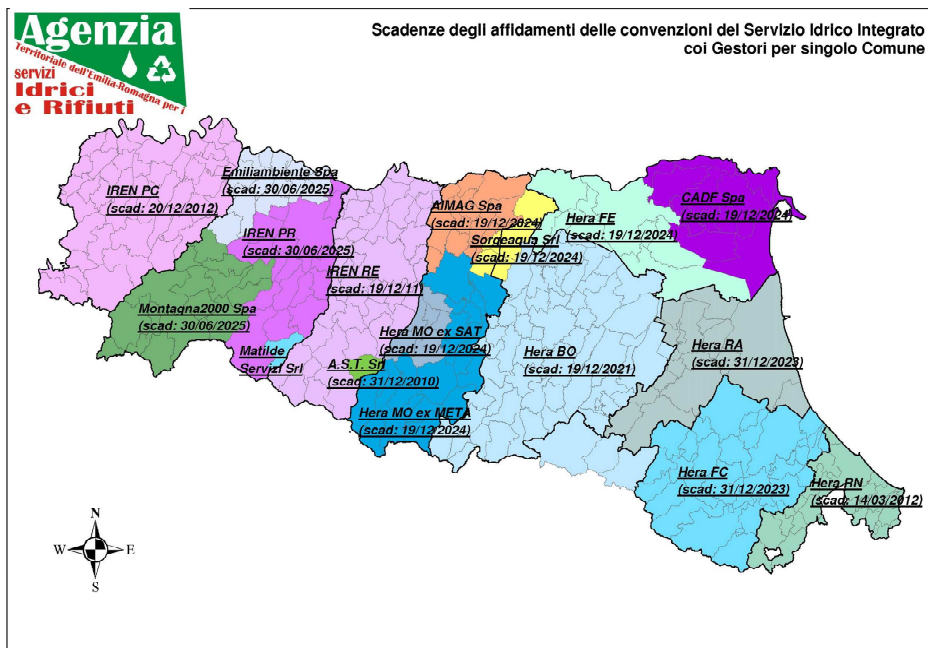 Agenzia
Territoriale dell'Emilia-Romagna per i
servizi
Idrici
e Rifiuti
Scadenze degli affidamenti delle convenzioni del Servizio Idrico Integrato
coi Gestori per singolo Comune
Emiliambiente Spa
(scad: 30/06/2025)
IREN PC
(scad: 20/12/2012)
AIMAG Spa
(scad: 19/12/2024)
CADF Spa
(scad: 19/12/2024)
Hera FE
(scad: 19/12/2024)
IREN PR
(scad: 30/06/2025)
Sorgeaqua Srl
(scad: 19/12/2024)
IREN RE
(scad: 19/12/11)
Montagna2000 Spa
(scad: 30/06/2025)
Hera MO ex SAT
(scad: 19/12/2024)
Matilde
Servizi Srl
A.S.T. Srl
(scad: 31/12/2010)
Hera BO
(scad: 19/12/2021)
Hera RA
(scad: 31/12/2023)
Hera MO ex META
(scad: 19/12/2024)
Hera FC
(scad: 31/12/2023)
Hera RN
(scad: 14/03/2012)
N
W
E
S